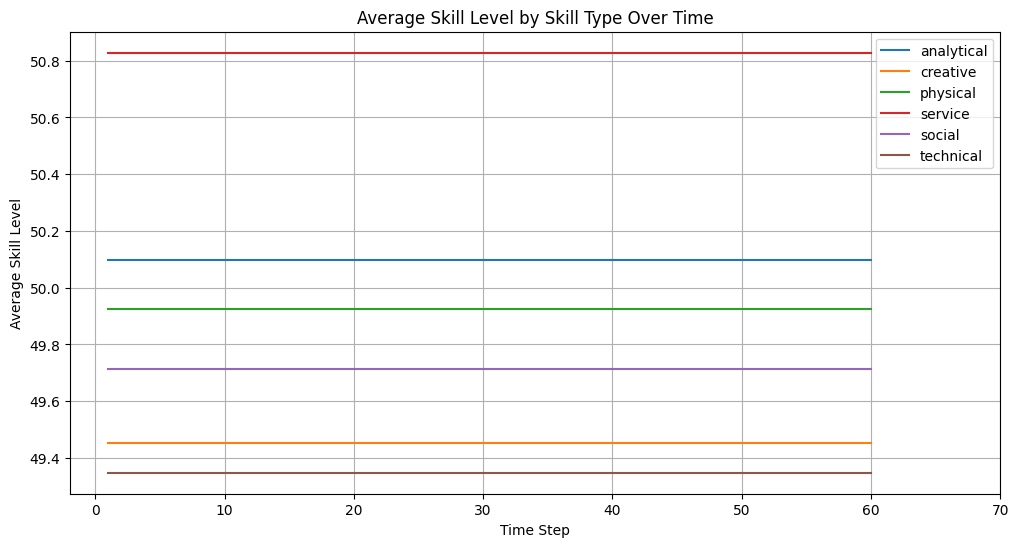 Average Skill Level by Skill Type Over Time
Average Skill Level
50.8
50.6
50.4
50.2
50.0
49.8
49.6
49.4
analytical
creative
physical
service
social
technical
0 10 20 30 40 50 60 70
Time Step